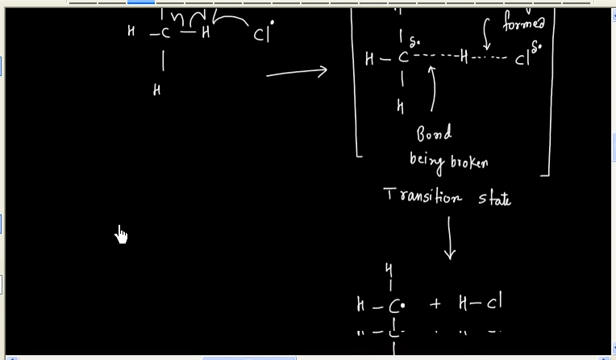 formed
H – C – H Cl•
H
H – C δ• ------ H ------ Cl δ•
H
Bond
being broken
Transition state
H
H – C• + H – Cl